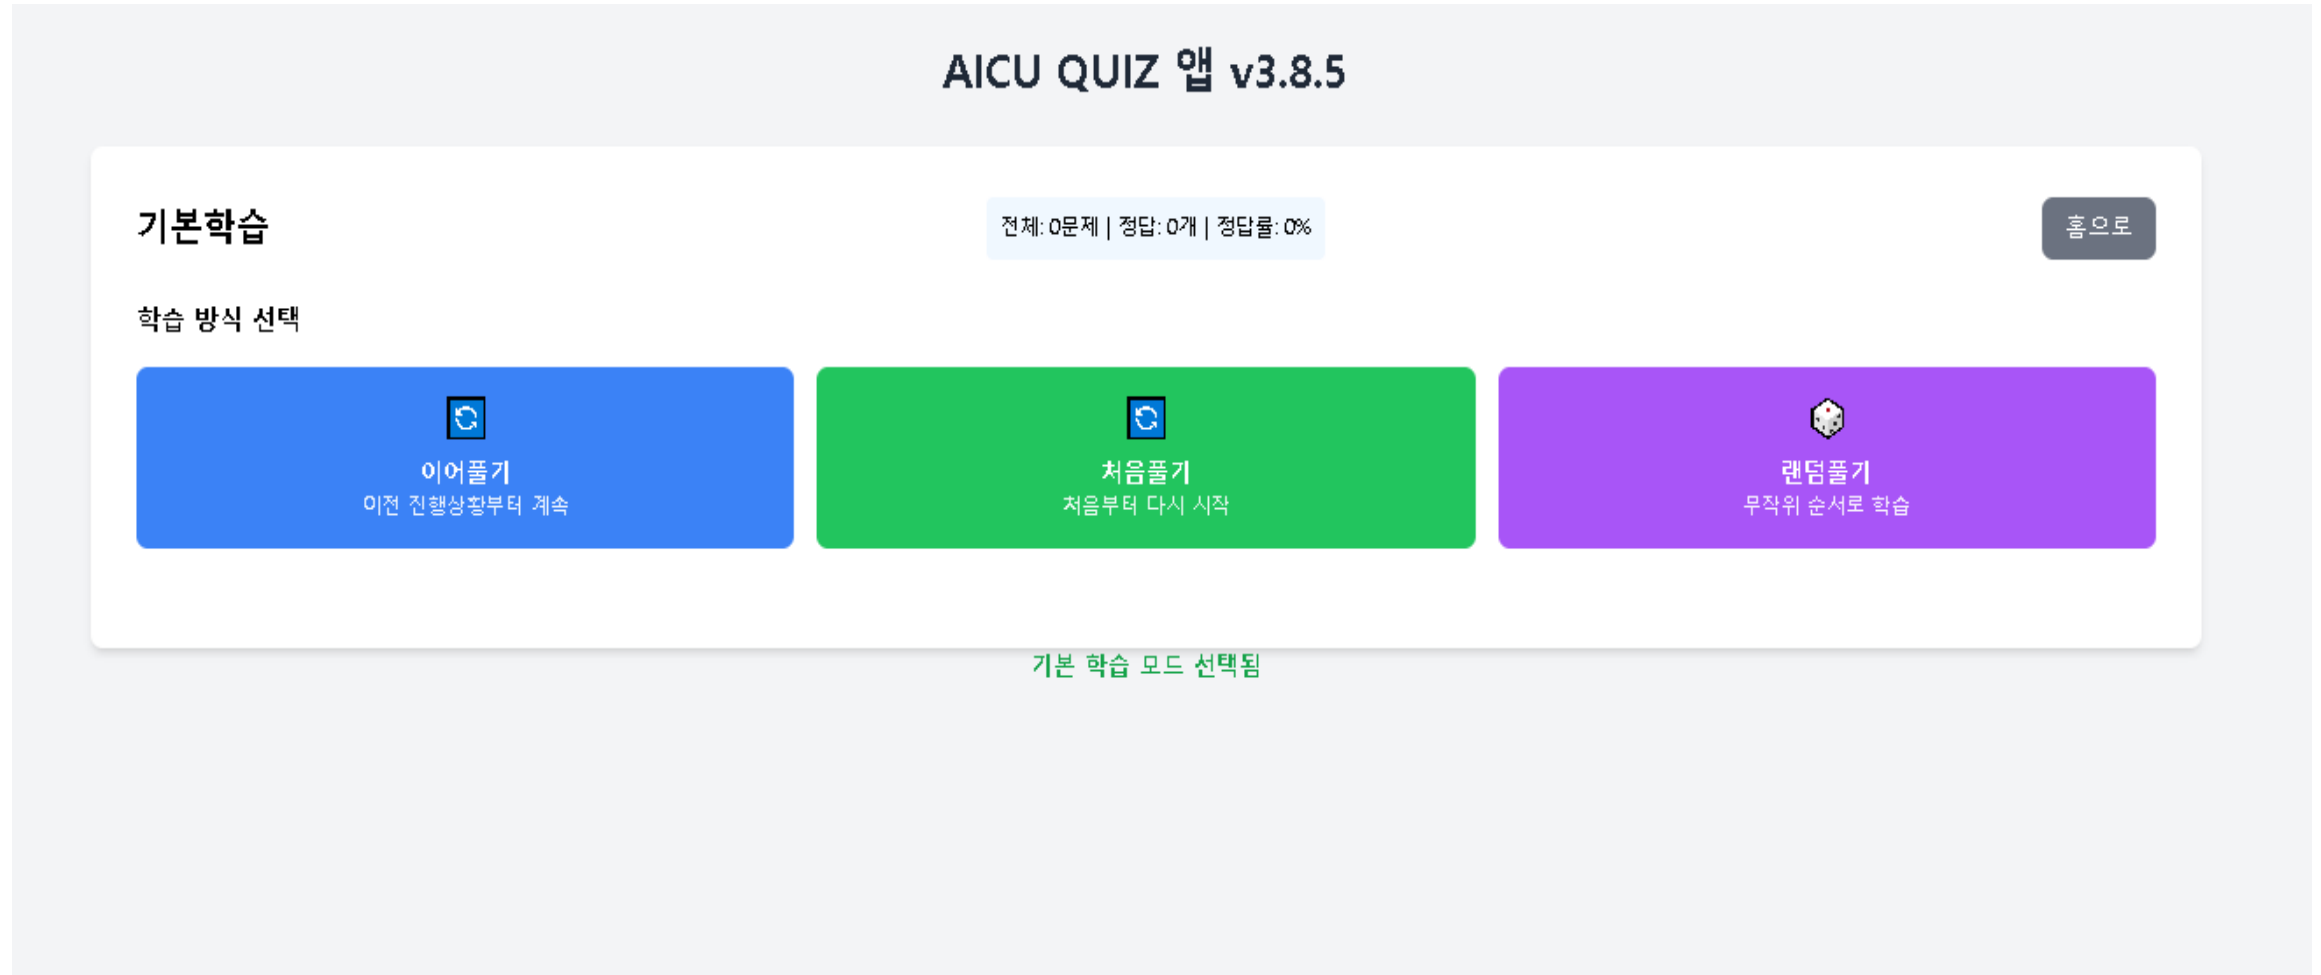 AICU QUIZ 앱 v3.8.5
기본학습
전체: 0문제 | 정답: 0개 | 정답률: 0%
홈으로
학습 방식 선택
이어풀기
이전 진행상황부터 계속
처음풀기
처음부터 다시 시작
랜덤풀기
무작위 순서로 학습
기본 학습 모드 선택됨